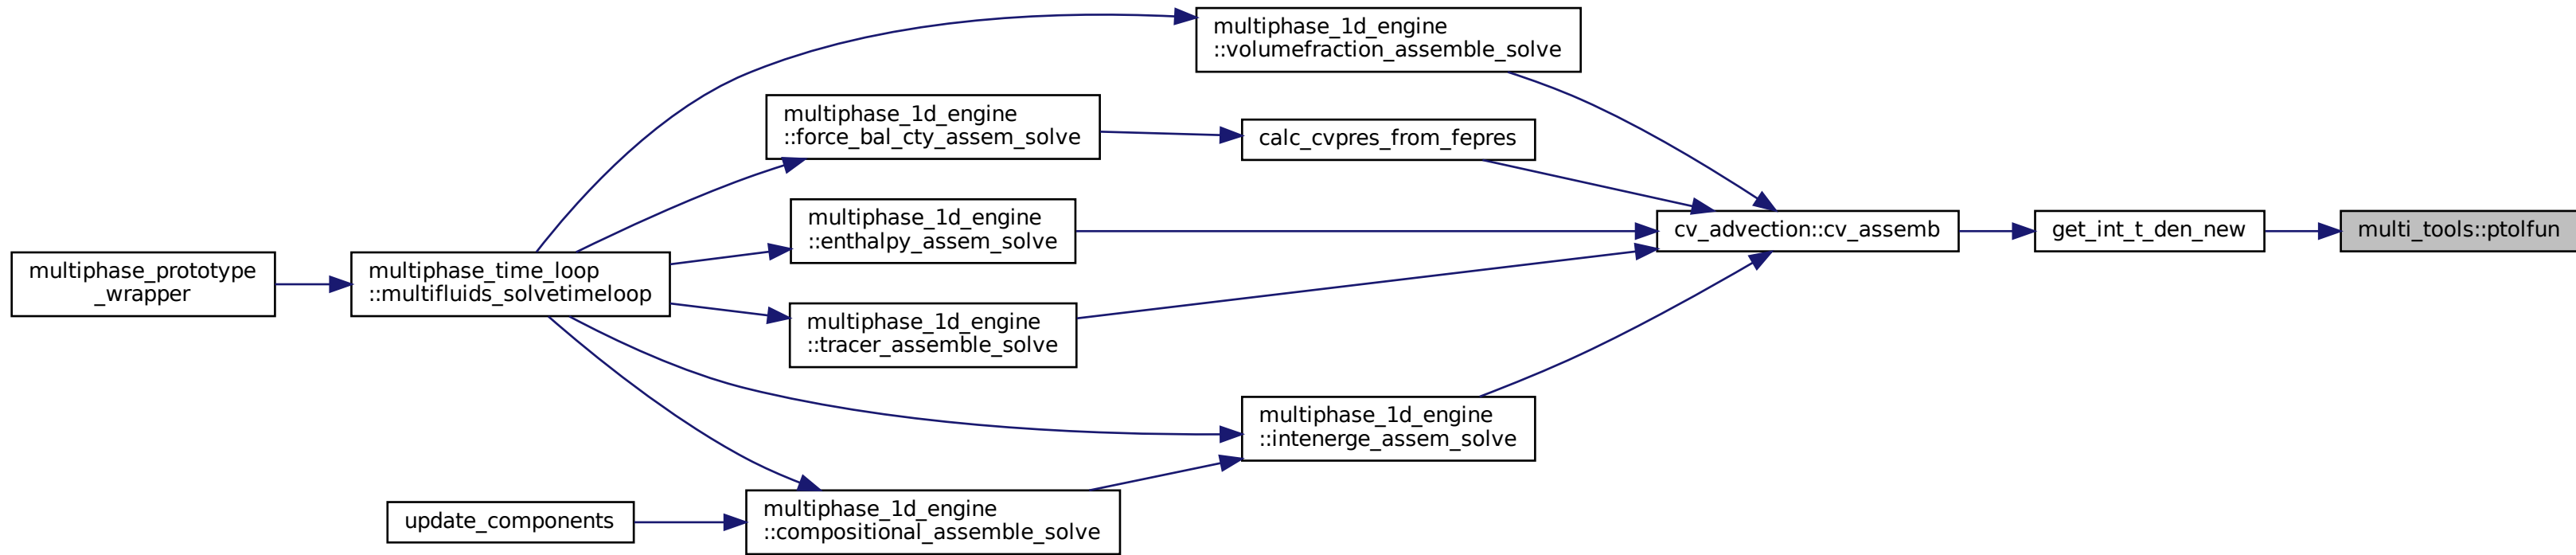 multiphase_prototype
_wrapper
multiphase_time_loop
::multifluids_solvetimeloop
multiphase_1d_engine
::volumefraction_assemble_solve
multiphase_1d_engine
::force_bal_cty_assem_solve
calc_cvpres_from_fepres
multiphase_1d_engine
::enthalpy_assem_solve
multiphase_1d_engine
::tracer_assemble_solve
multiphase_1d_engine
::intenerge_assem_solve
update_components
multiphase_1d_engine
::compositional_assemble_solve
cv_advection::cv_assemb
get_int_t_den_new
multi_tools::ptolfun